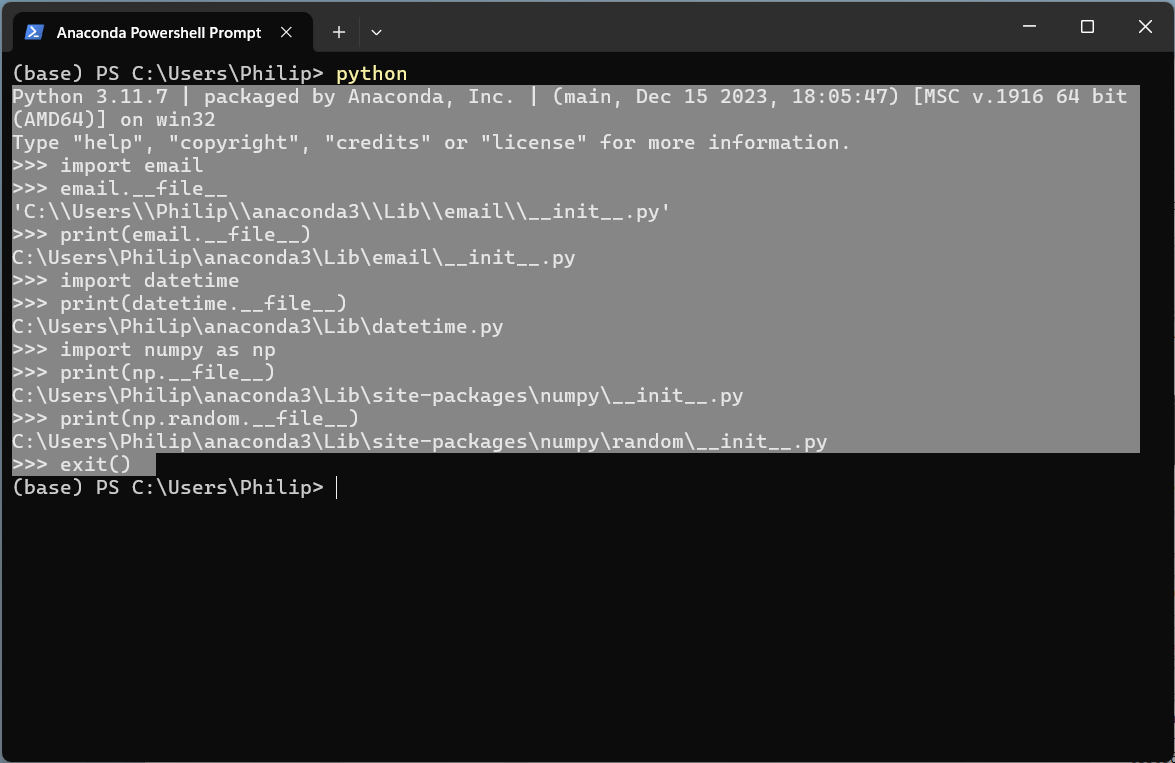 Anaconda Powershell Prompt
(base) PS C:\Users\Philip> python
Python 3.11.7 | packaged by Anaconda, Inc. | (main, Dec 15 2023, 18:05:47) [MSC v.1916 64 bit
(AMD64)] on win32
Type "help", "copyright", "credits" or "license" for more information.
>>> import email
>>> email.__file__
'C:\\Users\\Philip\\anaconda3\\Lib\\email\\__init__.py'
>>> print(email.__file__)
C:\Users\Philip\anaconda3\Lib\email\__init__.py
>>> import datetime
>>> print(datetime.__file__)
C:\Users\Philip\anaconda3\Lib\datetime.py
>>> import numpy as np
>>> print(np.__file__)
C:\Users\Philip\anaconda3\Lib\site-packages\numpy\__init__.py
>>> print(np.random.__file__)
C:\Users\Philip\anaconda3\Lib\site-packages\numpy\random\__init__.py
>>> exit()
(base) PS C:\Users\Philip>